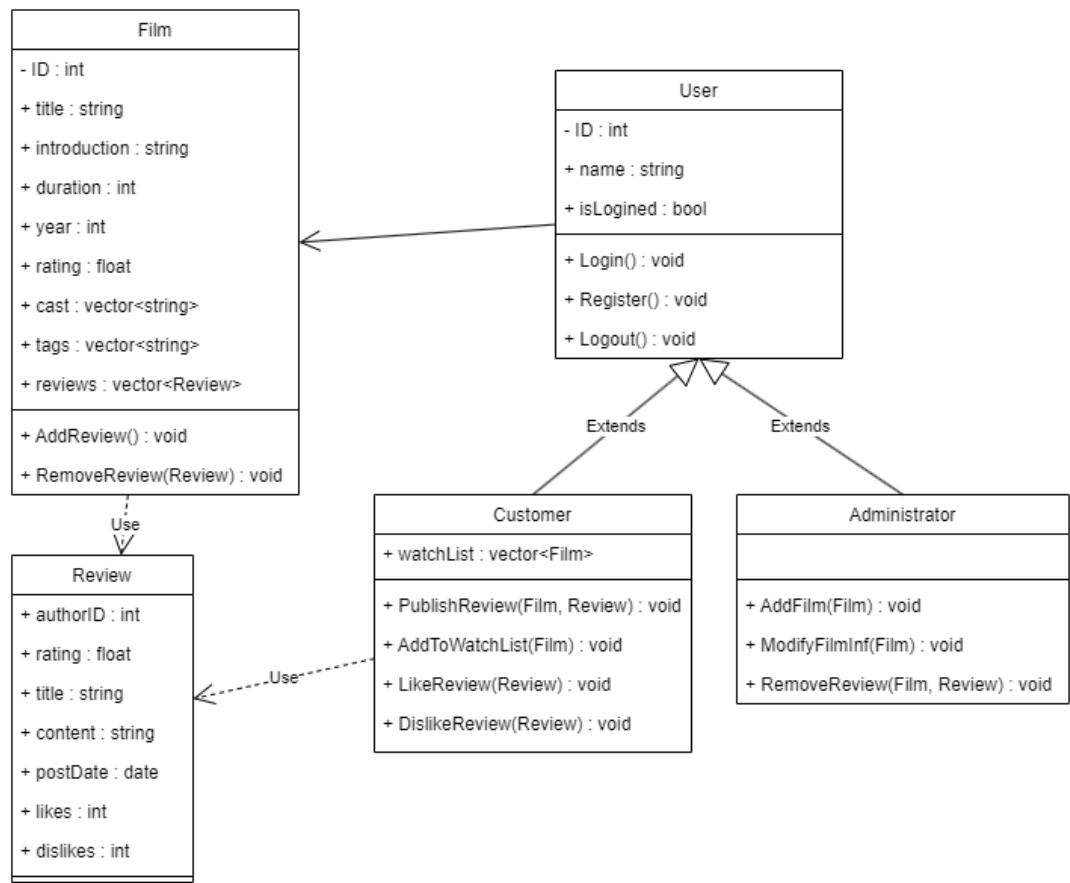 Film
- ID : int
+ title : string
+ introduction : string
+ duration : int
+ year : int
+ rating : float
+ cast : vector<string>
+ tags : vector<string>
+ reviews : vector<Review>
+ AddReview() : void
+ RemoveReview(Review) : void
User
- ID : int
+ name : string
+ isLogined : bool
+ Login() : void
+ Register() : void
+ Logout() : void
Extends
Extends
Use
Review
+ authorID : int
+ rating : float
+ title : string
+ content : string
+ postDate : date
+ likes : int
+ dislikes : int
Use
Customer
+ watchList : vector<Film>
+ PublishReview(Film, Review) : void
+ AddToWatchList(Film) : void
+ LikeReview(Review) : void
+ DislikeReview(Review) : void
Administrator
+ AddFilm(Film) : void
+ ModifyFilmInf(Film) : void
+ RemoveReview(Film, Review) : void